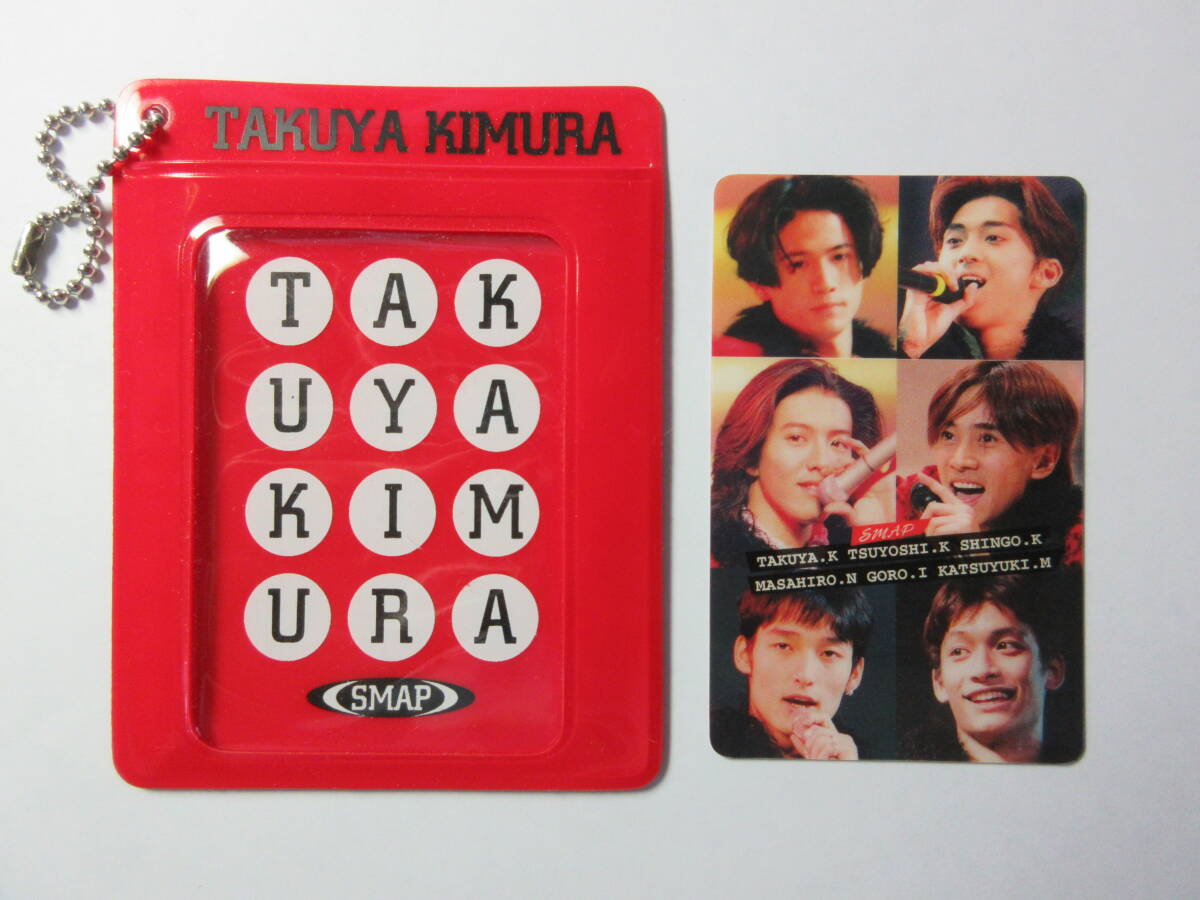 TAKUYA KIMURA
T A K
U Y A
K I M
U R A
SMAP
SMAP
TAKUYA.K TSUYOSHI.K SHINGO.K
MASAHIRO.N GORO.I KATSUYUKI.M